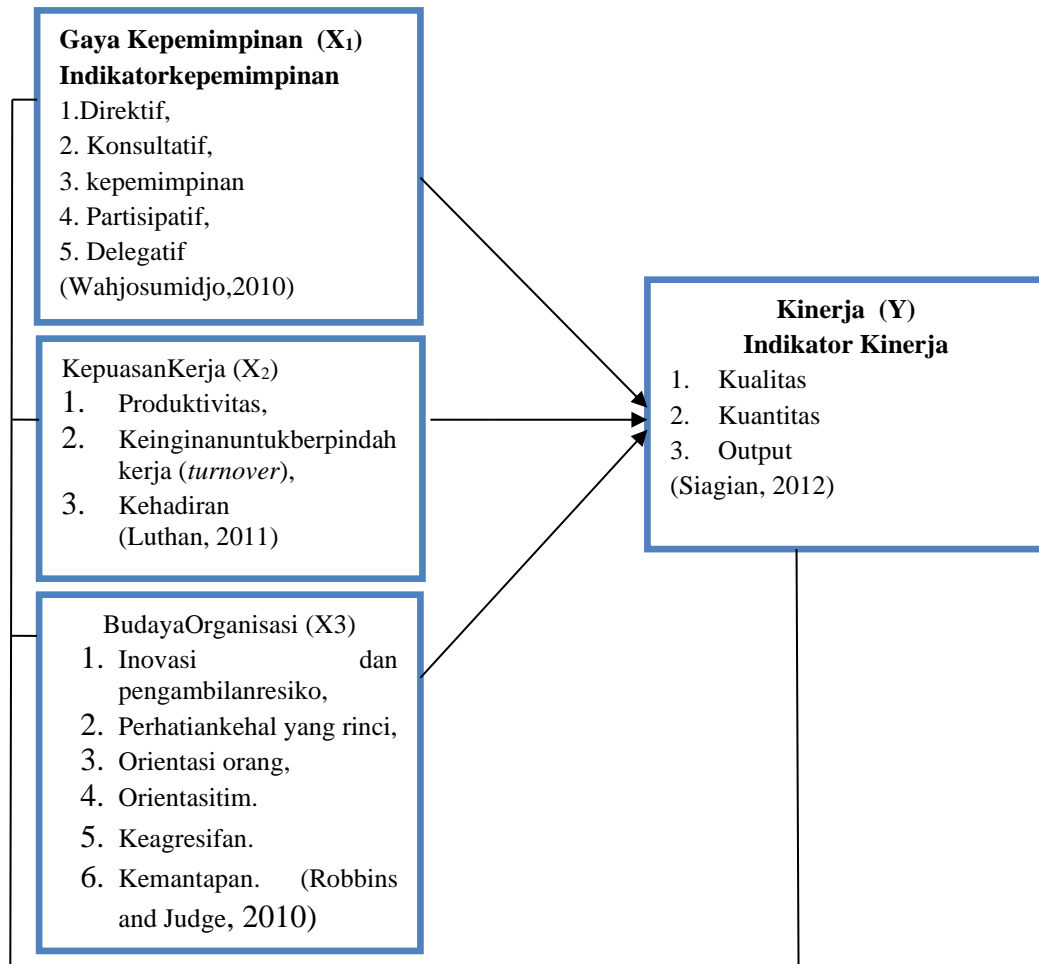 Gaya Kepemimpinan (X₁)
Indikatorkepemimpinan
1.Direktif,
2. Konsultatif,
3. kepemimpinan
4. Partisipatif,
5. Delegatif
(Wahjosumidjo,2010)
KepuasanKerja (X₂)
1. Produktivitas,
2. Keinginanuntukberpindah
kerja (turnover),
3. Kehadiran
(Luthan, 2011)
BudayaOrganisasi (X3)
1. Inovasi dan
pengambilanresiko,
2. Perhatiankehal yang rinci,
3. Orientasi orang,
4. Orientasitim.
5. Keagresifan.
6. Kemantapan. (Robbins
and Judge, 2010)
Kinerja (Y)
Indikator Kinerja
1. Kualitas
2. Kuantitas
3. Output
(Siagian, 2012)